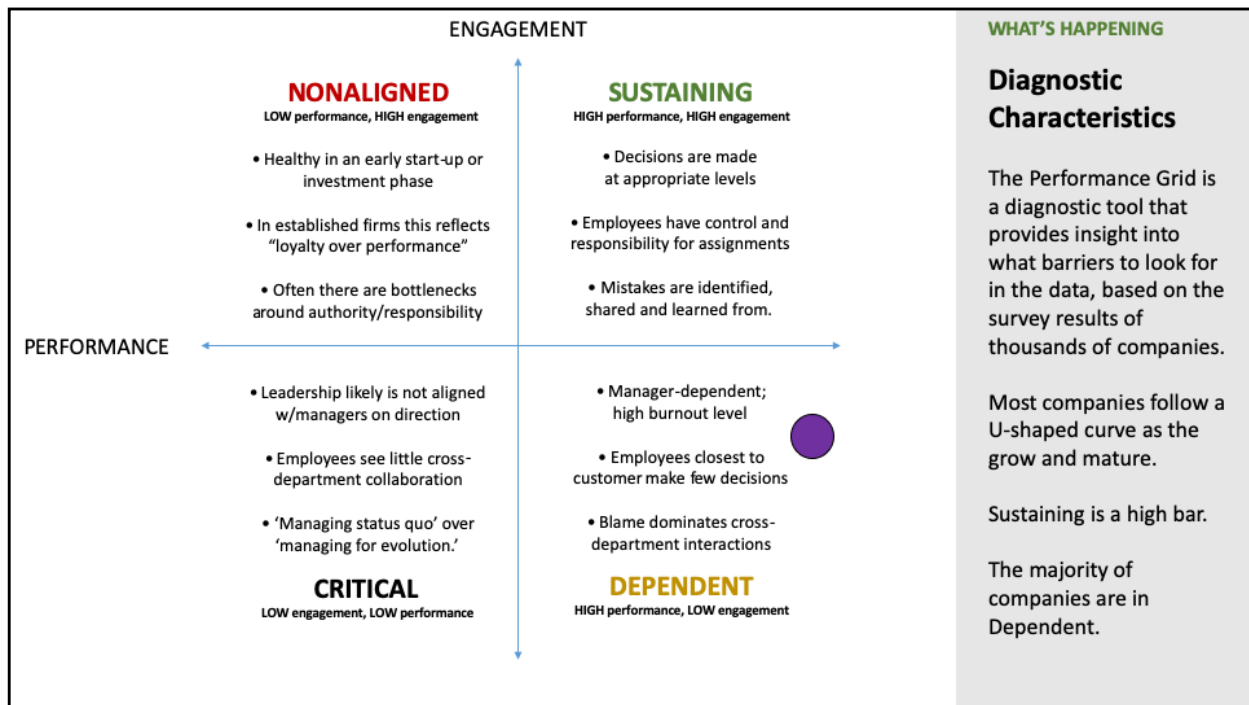 ENGAGEMENT
NONALIGNED
LOW performance, HIGH engagement
• Healthy in an early start-up or
investment phase
• In established firms this reflects
“loyalty over performance”
• Often there are bottlenecks
around authority/responsibility
SUSTAINING
HIGH performance, HIGH engagement
• Decisions are made
at appropriate levels
• Employees have control and
responsibility for assignments
• Mistakes are identified,
shared and learned from.
PERFORMANCE
• Leadership likely is not aligned
w/managers on direction
• Employees see little cross-
department collaboration
• ‘Managing status quo’ over
‘managing for evolution.’
CRITICAL
LOW engagement, LOW performance
• Manager-dependent;
high burnout level
• Employees closest to
customer make few decisions
• Blame dominates cross-
department interactions
DEPENDENT
HIGH performance, LOW engagement
WHAT’S HAPPENING
Diagnostic
Characteristics
The Performance Grid is
a diagnostic tool that
provides insight into
what barriers to look for
in the data, based on the
survey results of
thousands of companies.
Most companies follow a
U-shaped curve as the
grow and mature.
Sustaining is a high bar.
The majority of
companies are in
Dependent.